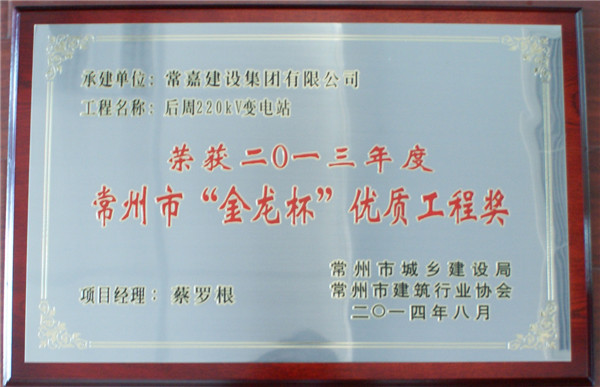 承建单位：常嘉建设集团有限公司
工程名称：后周220kV变电站
荣获二〇一三年度
常州市“金龙杯”优质工程奖
常州市城乡建设局
项目经理：蔡罗根
常州市建筑行业协会
二〇一四年八月